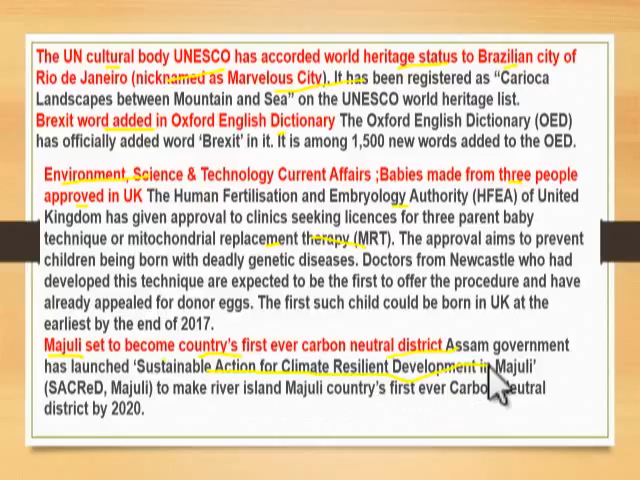 The UN cultural body UNESCO has accorded world heritage status to Brazilian city of
Rio de Janeiro (nicknamed as Marvelous City). It has been registered as “Carioca
Landscapes between Mountain and Sea” on the UNESCO world heritage list.
Brexit word added in Oxford English Dictionary The Oxford English Dictionary (OED)
has officially added word ‘Brexit’ in it. It is among 1,500 new words added to the OED.
Environment, Science & Technology Current Affairs ;Babies made from three people
approved in UK The Human Fertilisation and Embryology Authority (HFEA) of United
Kingdom has given approval to clinics seeking licences for three parent baby
technique or mitochondrial replacement therapy (MRT). The approval aims to prevent
children being born with deadly genetic diseases. Doctors from Newcastle who had
developed this technique are expected to be the first to offer the procedure and have
already appealed for donor eggs. The first such child could be born in UK at the
earliest by the end of 2017.
Majuli set to become country’s first ever carbon neutral district Assam government
has launched ‘Sustainable Action for Climate Resilient Development in Majuli’
(SACReD, Majuli) to make river island Majuli country’s first ever Carbon Neutral
district by 2020.